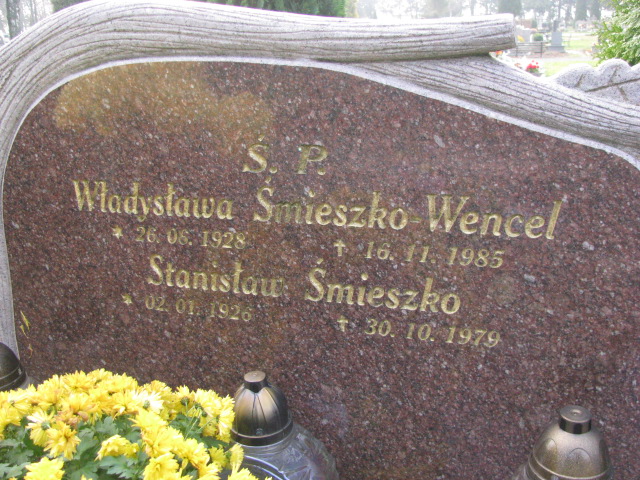 Ś. P.
Władysława Śmieszko-Wencel
* 26.06.1928 ✝ 16.11.1985
Stanisław Śmieszko
* 02.01.1926 ✝ 30.10.1979